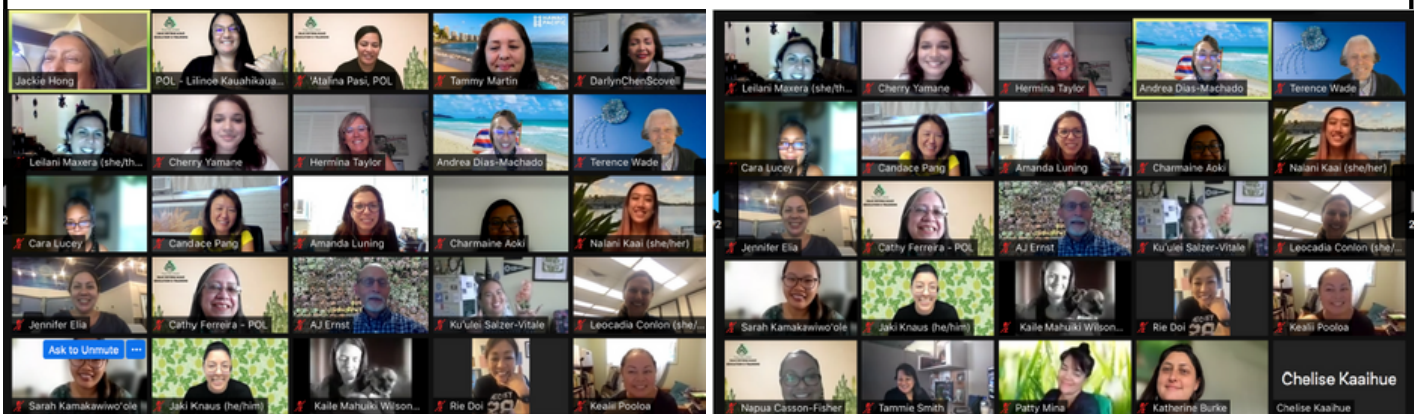 Jackie Hong
POL - Lilinoe Kauahikaua...
'Atalina Pasi, POL
Tammy Martin
DarlynChenScovell
Leilani Maxera (she/th...
Cherry Yamane
Hermina Taylor
Andrea Dias-Machado
Terence Wade
Cara Lucey
Candace Pang
Amanda Luning
Charmaine Aoki
Nalani Kaai (she/her)
Jennifer Elia
Cathy Ferreira - POL
AJ Ernst
Ku'ulei Salzer-Vitale
Leocadia Conlon (she/...
Ask to Unmute ...
Sarah Kamakawiwo'ole
Jaki Knaus (he/him)
Kaile Mahuiki Wilson...
Rie Doi
Kealii Pooloa
Leilani Maxera (she/th...
Cherry Yamane
Hermina Taylor
Andrea Dias-Machado
Terence Wade
Cara Lucey
Candace Pang
Amanda Luning
Charmaine Aoki
Nalani Kaai (she/her)
Jennifer Elia
Cathy Ferreira - POL
AJ Ernst
Ku'ulei Salzer-Vitale
Leocadia Conlon (she/...
Sarah Kamakawiwo'ole
Jaki Knaus (he/him)
Kaile Mahuiki Wilson...
Rie Doi
Kealii Pooloa
Napua Casson-Fisher
Tammie Smith
Patty Mina
Katherine Burke
Chelise Kaaihue
Chelise Kaaihue